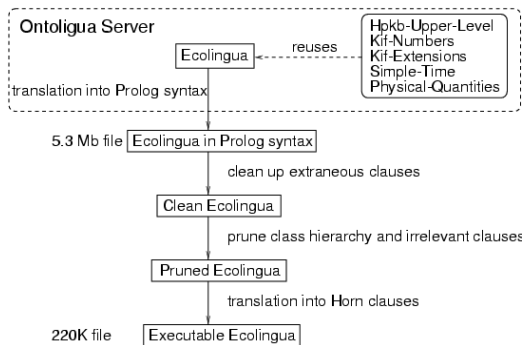 Ontoligua Server
Hpkb-Upper-Level
Kif-Numbers
Kif-Extensions
Simple-Time
Physical-Quantities
reuses
Ecolingua
translation into Prolog syntax
5.3 Mb file
Ecolingua in Prolog syntax
clean up extraneous clauses
Clean Ecolingua
prune class hierarchy and irrelevant clauses
Pruned Ecolingua
translation into Horn clauses
220K file
Executable Ecolingua